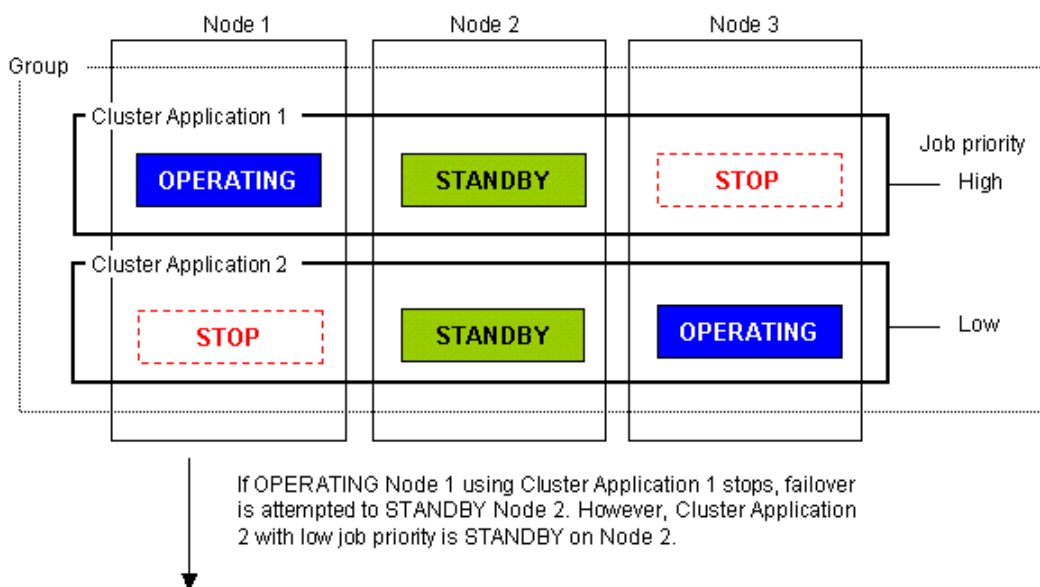 Node 1 Node 2 Node 3
Group
Cluster Application 1
Job priority
OPERATING STANDBY STOP High
Cluster Application 2
STOP STANDBY OPERATING Low
If OPERATING Node 1 using Cluster Application 1 stops, failover
is attempted to STANDBY Node 2. However, Cluster Application
2 with low job priority is STANDBY on Node 2.